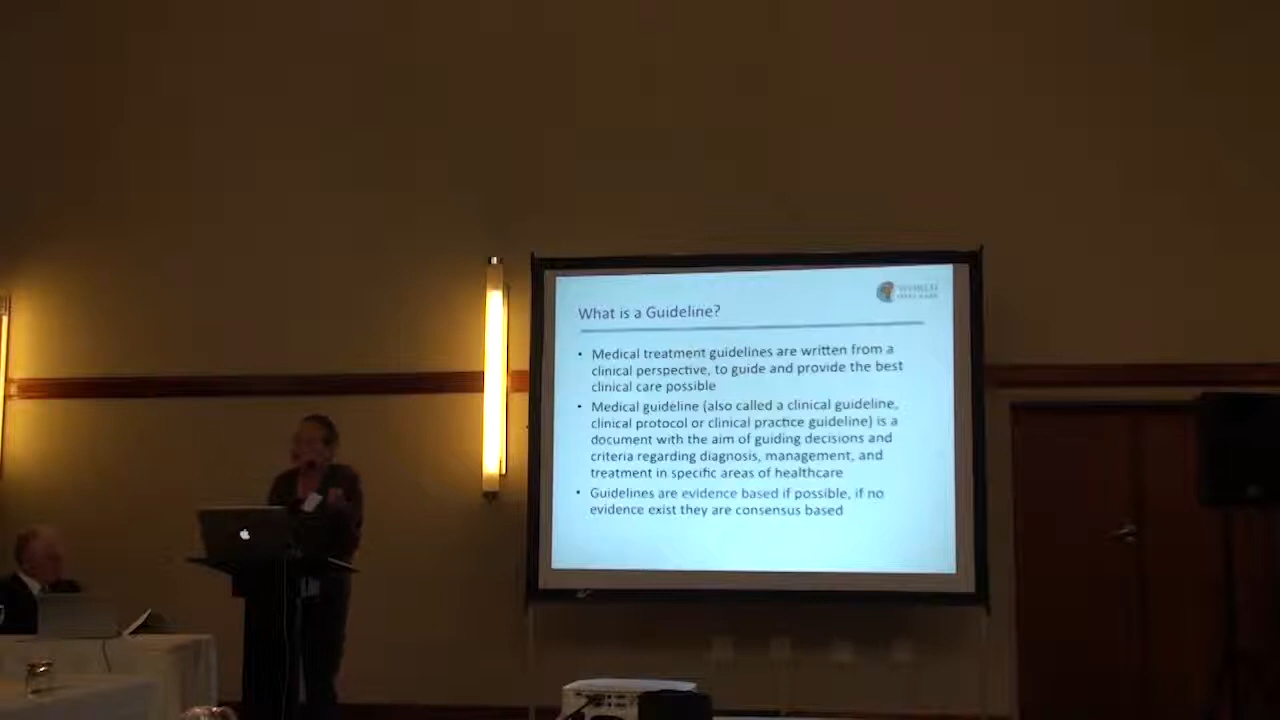 WORLD
What is a Guideline?
• Medical treatment guidelines are written from a
clinical perspective, to guide and provide the best
clinical care possible
• Medical guideline (also called a clinical guideline,
clinical protocol or clinical practice guideline) is a
document with the aim of guiding decisions and
criteria regarding diagnosis, management, and
treatment in specific areas of healthcare
• Guidelines are evidence based if possible, if no
evidence exist they are consensus based